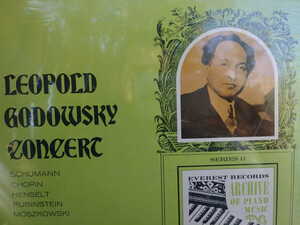 LEOPOLD
GODOWSKY
CONCERT
SCHUMANN
CHOPIN
HENSELT
RUBINSTEIN
MOSZKOWSKI
SERIES II
EVEREST RECORDS
ARCHIVE
OF PIANO
MUSIC